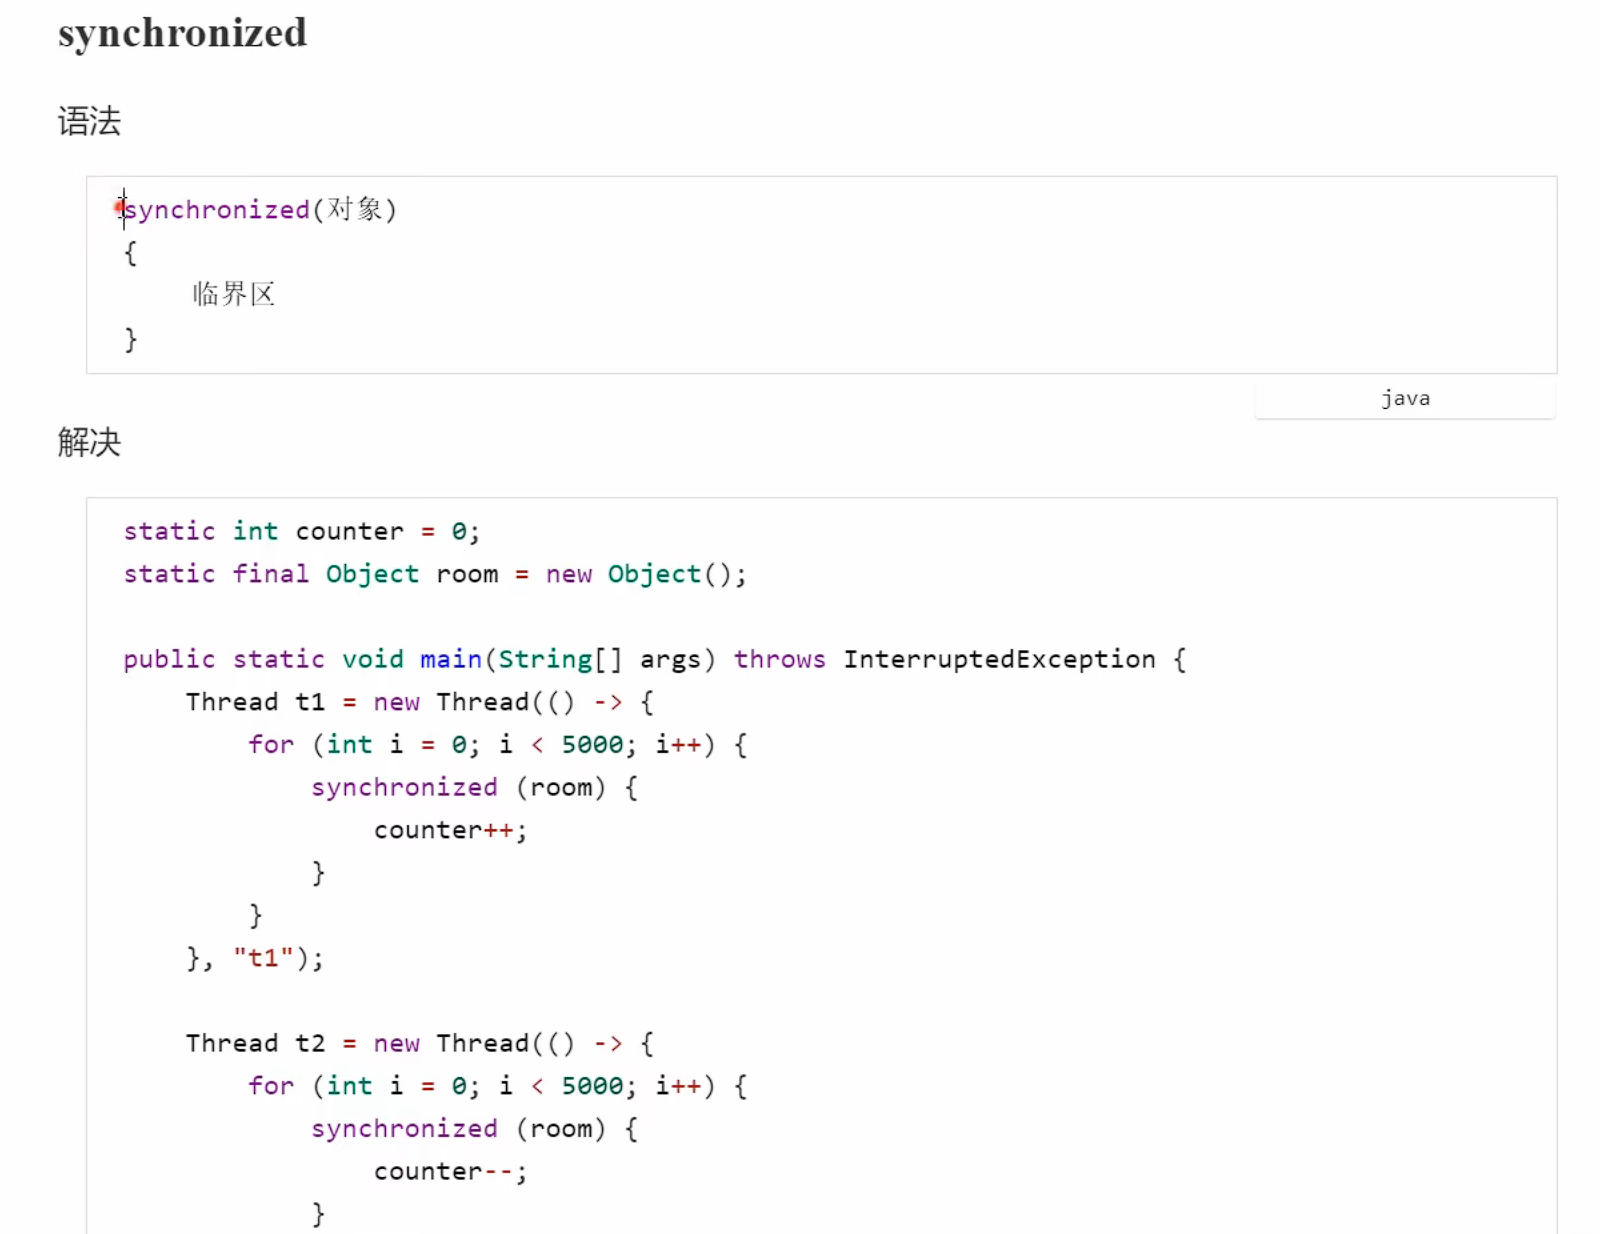 synchronized
语法
synchronized(对象)
{
临界区
}
java
解决
static int counter = 0;
static final Object room = new Object();
public static void main(String[] args) throws InterruptedException {
Thread t1 = new Thread(() -> {
for (int i = 0; i < 5000; i++) {
synchronized (room) {
counter++;
}
}
}, "t1");
Thread t2 = new Thread(() -> {
for (int i = 0; i < 5000; i++) {
synchronized (room) {
counter--;
}